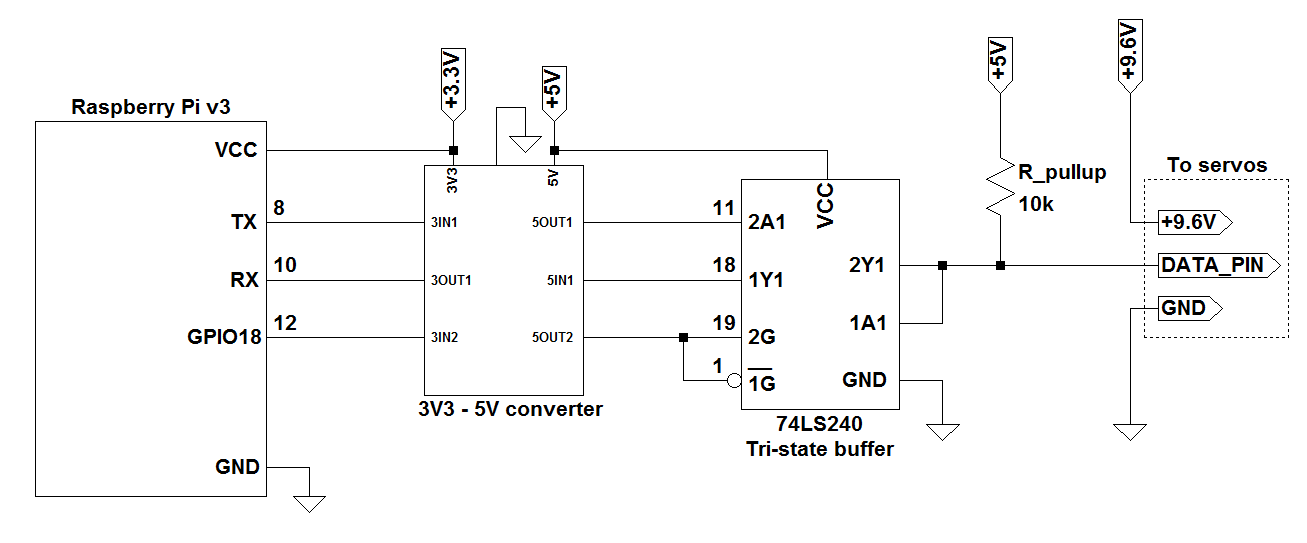 Raspberry Pi v3
VCC
TX
8
RX
10
GPIO18
12
GND
+3.3V
+5V
3V3
5V
3IN1
5OUT1
3OUT1
5IN1
3IN2
5OUT2
3V3 - 5V converter
11
18
19
1
VCC
2A1
1Y1
2G
1G
2Y1
1A1
GND
74LS240
Tri-state buffer
+5V
R_pullup
10k
+9.6V
To servos
+9.6V
DATA_PIN
GND